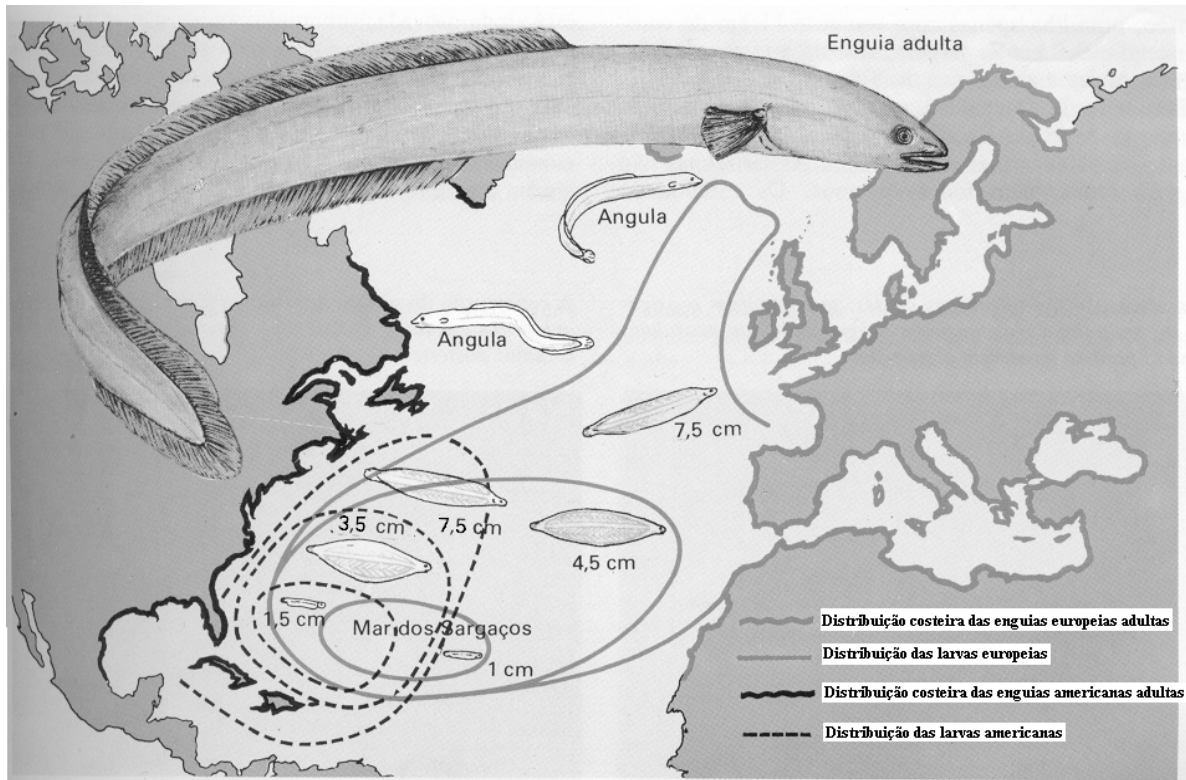 Enguia adulta
Angula
Angula
7,5 cm
3,5 cm
7,5 cm
4,5 cm
1,5 cm
Mar dos Sargaços
1 cm
Distribuição costeira das enguias europeias adultas
Distribuição das larvas europeias
Distribuição costeira das enguias americanas adultas
Distribuição das larvas americanas